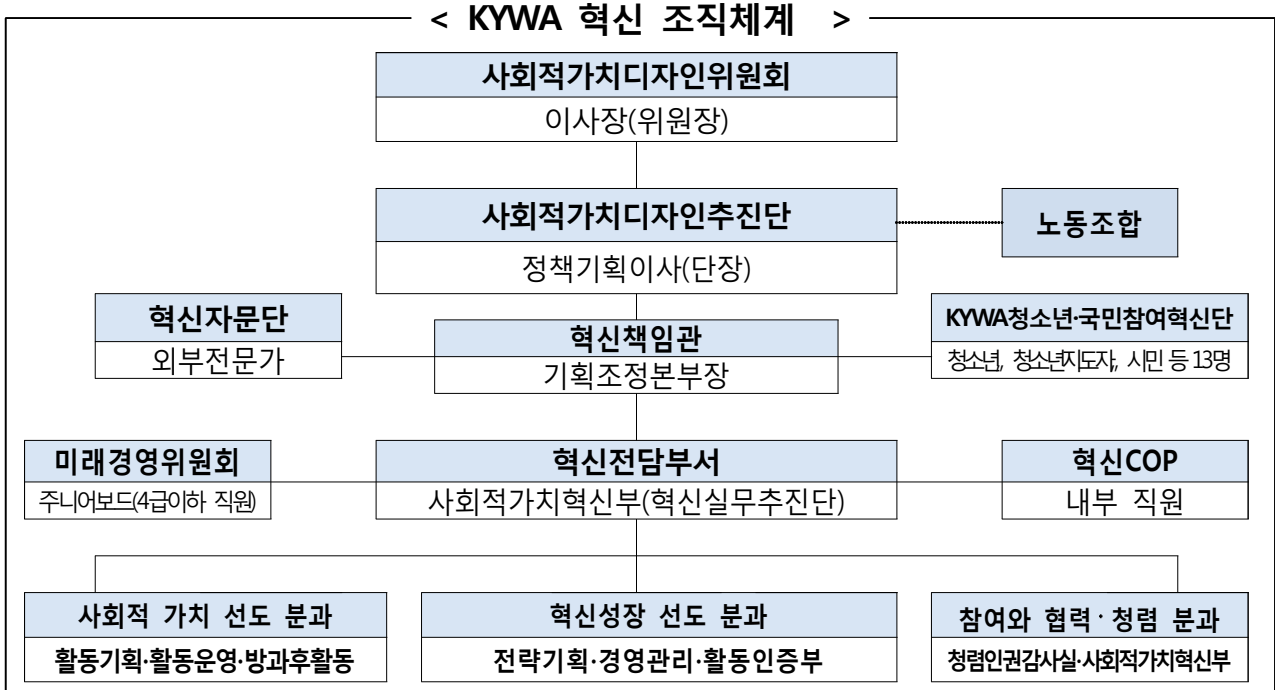 < KYWA 혁신 조직체계 >
사회적가치디자인위원회
이사장(위원장)
사회적가치디자인추진단
정책기획이사(단장)
노동조합
혁신자문단
외부전문가
혁신책임관
기획조정본부장
KYWA청소년·국민참여혁신단
청소년, 청소년지도자, 시민 등 13명
미래경영위원회
주니어보드(4급이하 직원)
혁신전담부서
사회적가치혁신부(혁신실무추진단)
혁신COP
내부 직원
사회적 가치 선도 분과
활동기획·활동운영·방과후활동
혁신성장 선도 분과
전략기획·경영관리·활동인증부
참여와 협력·청렴 분과
청렴인권감사실·사회적가치혁신부